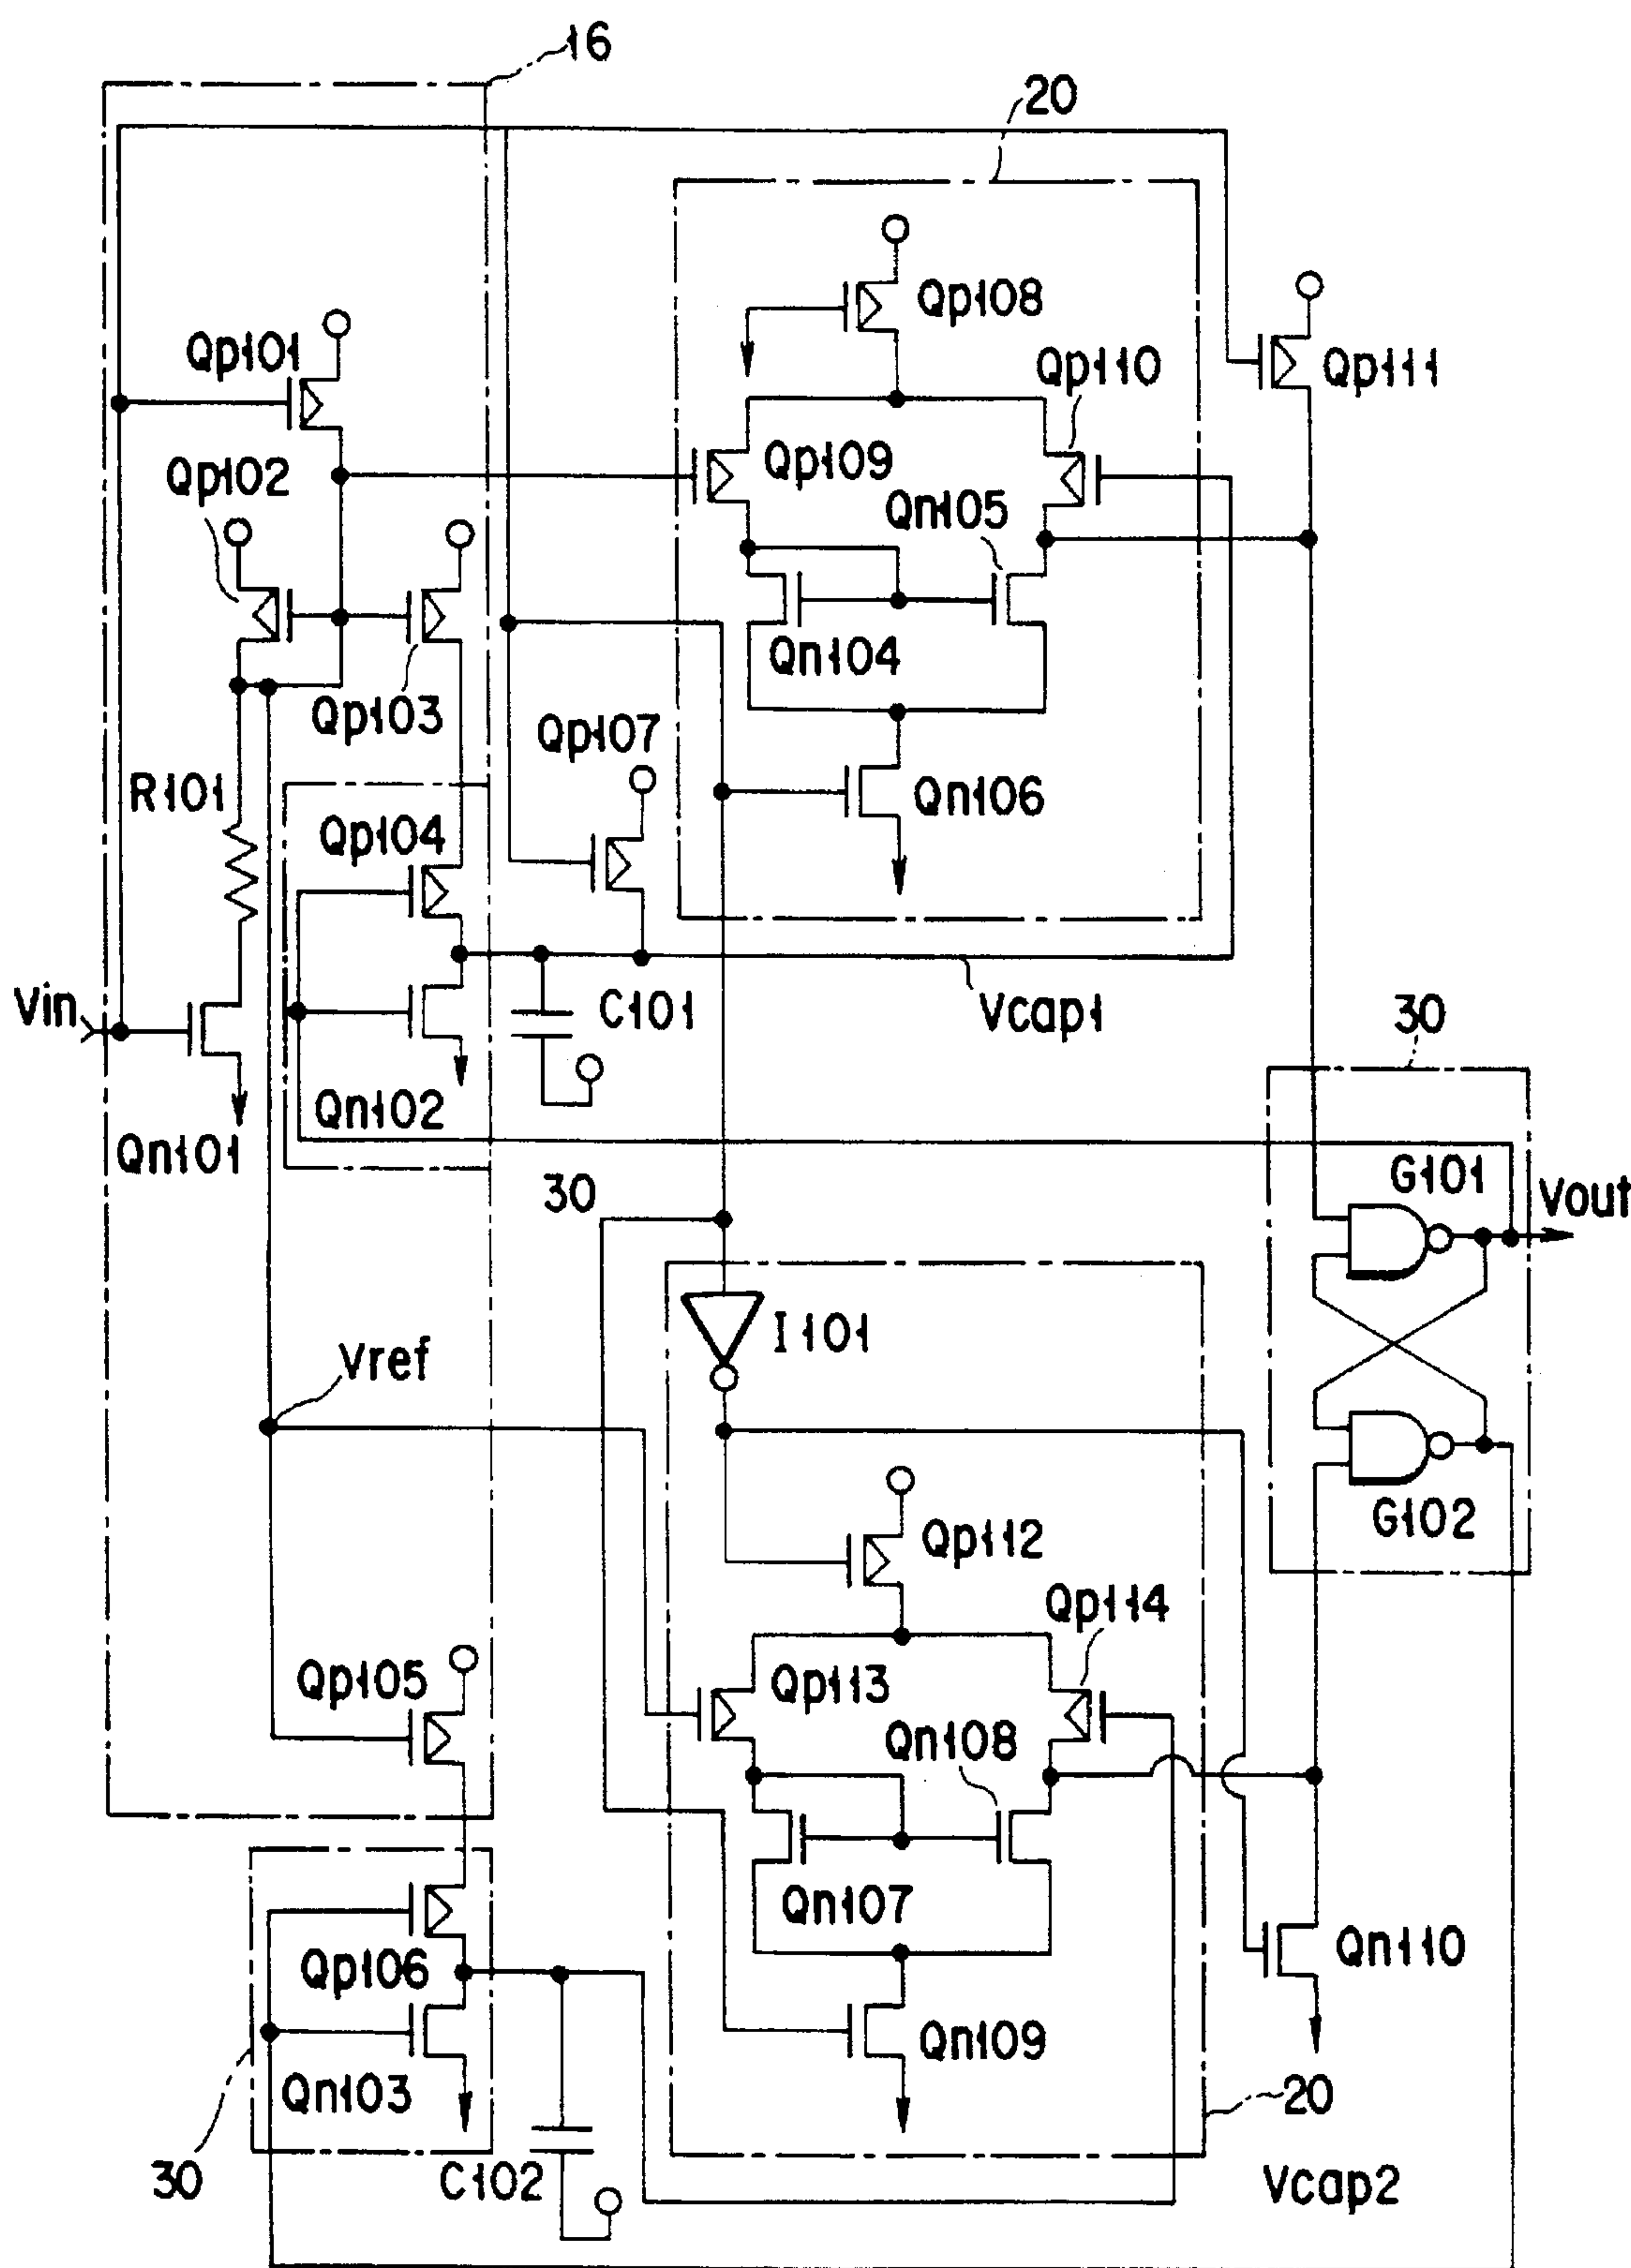 16
20
Qp108
Qp101
Qp110
Qp111
Qp102
Qp109
Qn105
Qn104
Qp103
Qp107
R101
Qn106
Qp104
Vin
C101
Vcap1
30
Qn102
Qn101
G101
30
Vout
I101
Vref
G102
Qp112
Qp114
Qp105
Qp113
Qn108
Qn107
Qp106
Qn110
Qn109
Qn103
20
30
C102
Vcap2